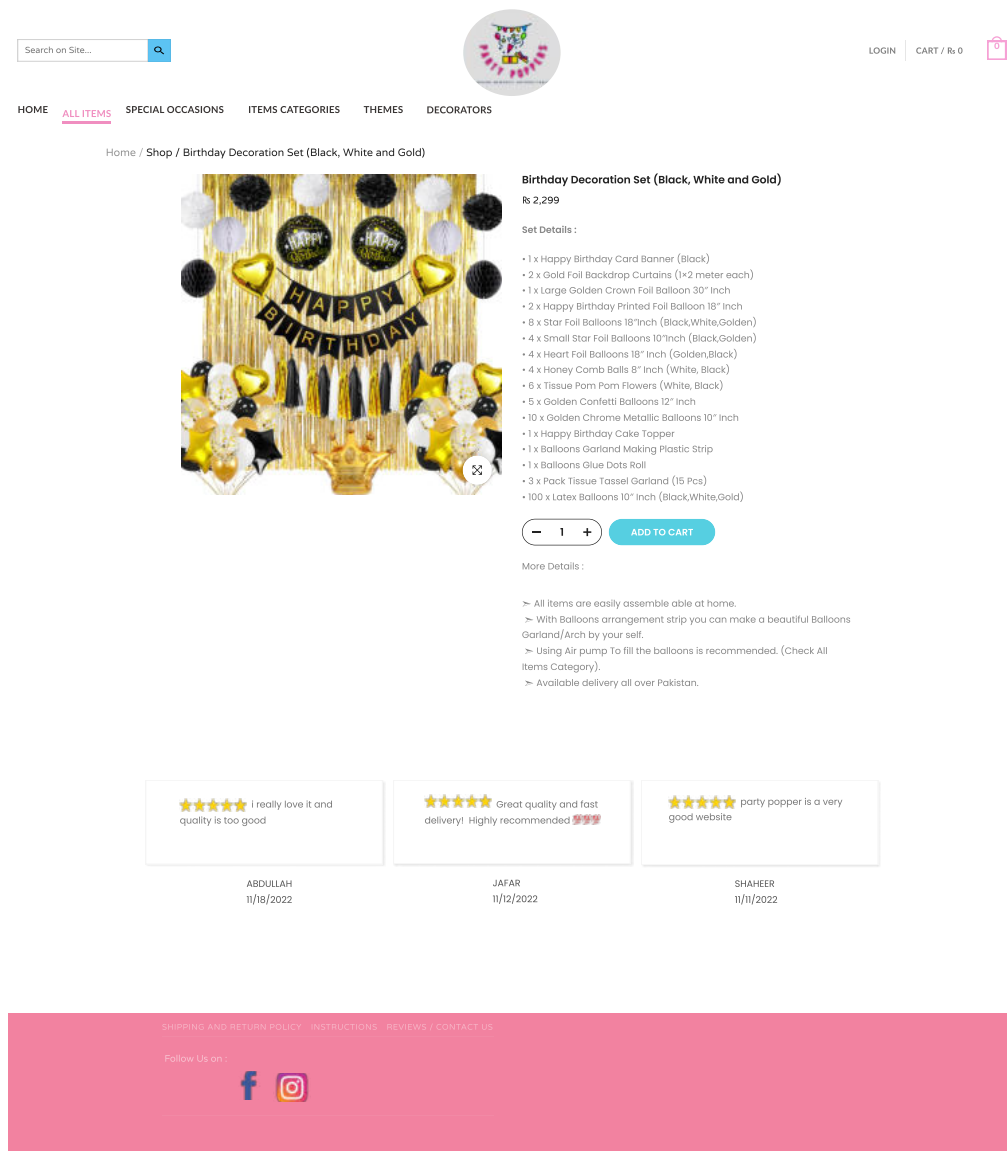 Search on Site...
PARTY POPPERS
LOGIN
CART / ₨ 0
0
HOME
ALL ITEMS
SPECIAL OCCASIONS
ITEMS CATEGORIES
THEMES
DECORATORS
Home / Shop / Birthday Decoration Set (Black, White and Gold)
HAPPY
HAPPY
HAPPY
BIRTHDAY
Birthday Decoration Set (Black, White and Gold)
₨ 2,299
Set Details :
• 1 x Happy Birthday Card Banner (Black)
• 2 x Gold Foil Backdrop Curtains (1×2 meter each)
• 1 x Large Golden Crown Foil Balloon 30″ Inch
• 2 x Happy Birthday Printed Foil Balloon 18″ Inch
• 8 x Star Foil Balloons 18″Inch (Black,White,Golden)
• 4 x Small Star Foil Balloons 10″Inch (Black,Golden)
• 4 x Heart Foil Balloons 18″ Inch (Golden,Black)
• 4 x Honey Comb Balls 8″ Inch (White, Black)
• 6 x Tissue Pom Pom Flowers (White, Black)
• 5 x Golden Confetti Balloons 12″ Inch
• 10 x Golden Chrome Metallic Balloons 10″ Inch
• 1 x Happy Birthday Cake Topper
• 1 x Balloons Garland Making Plastic Strip
• 1 x Balloons Glue Dots Roll
• 3 x Pack Tissue Tassel Garland (15 Pcs)
• 100 x Latex Balloons 10″ Inch (Black,White,Gold)
− 1 +
ADD TO CART
More Details :
➣ All items are easily assemble able at home.
➣ With Balloons arrangement strip you can make a beautiful Balloons
Garland/Arch by your self.
➣ Using Air pump To fill the balloons is recommended. (Check All
Items Category).
➣ Available delivery all over Pakistan.
i really love it and
quality is too good
ABDULLAH
11/18/2022
Great quality and fast
delivery! Highly recommended 💯💯💯
JAFAR
11/12/2022
party popper is a very
good website
SHAHEER
11/11/2022
SHIPPING AND RETURN POLICY
INSTRUCTIONS
REVIEWS / CONTACT US
Follow Us on :